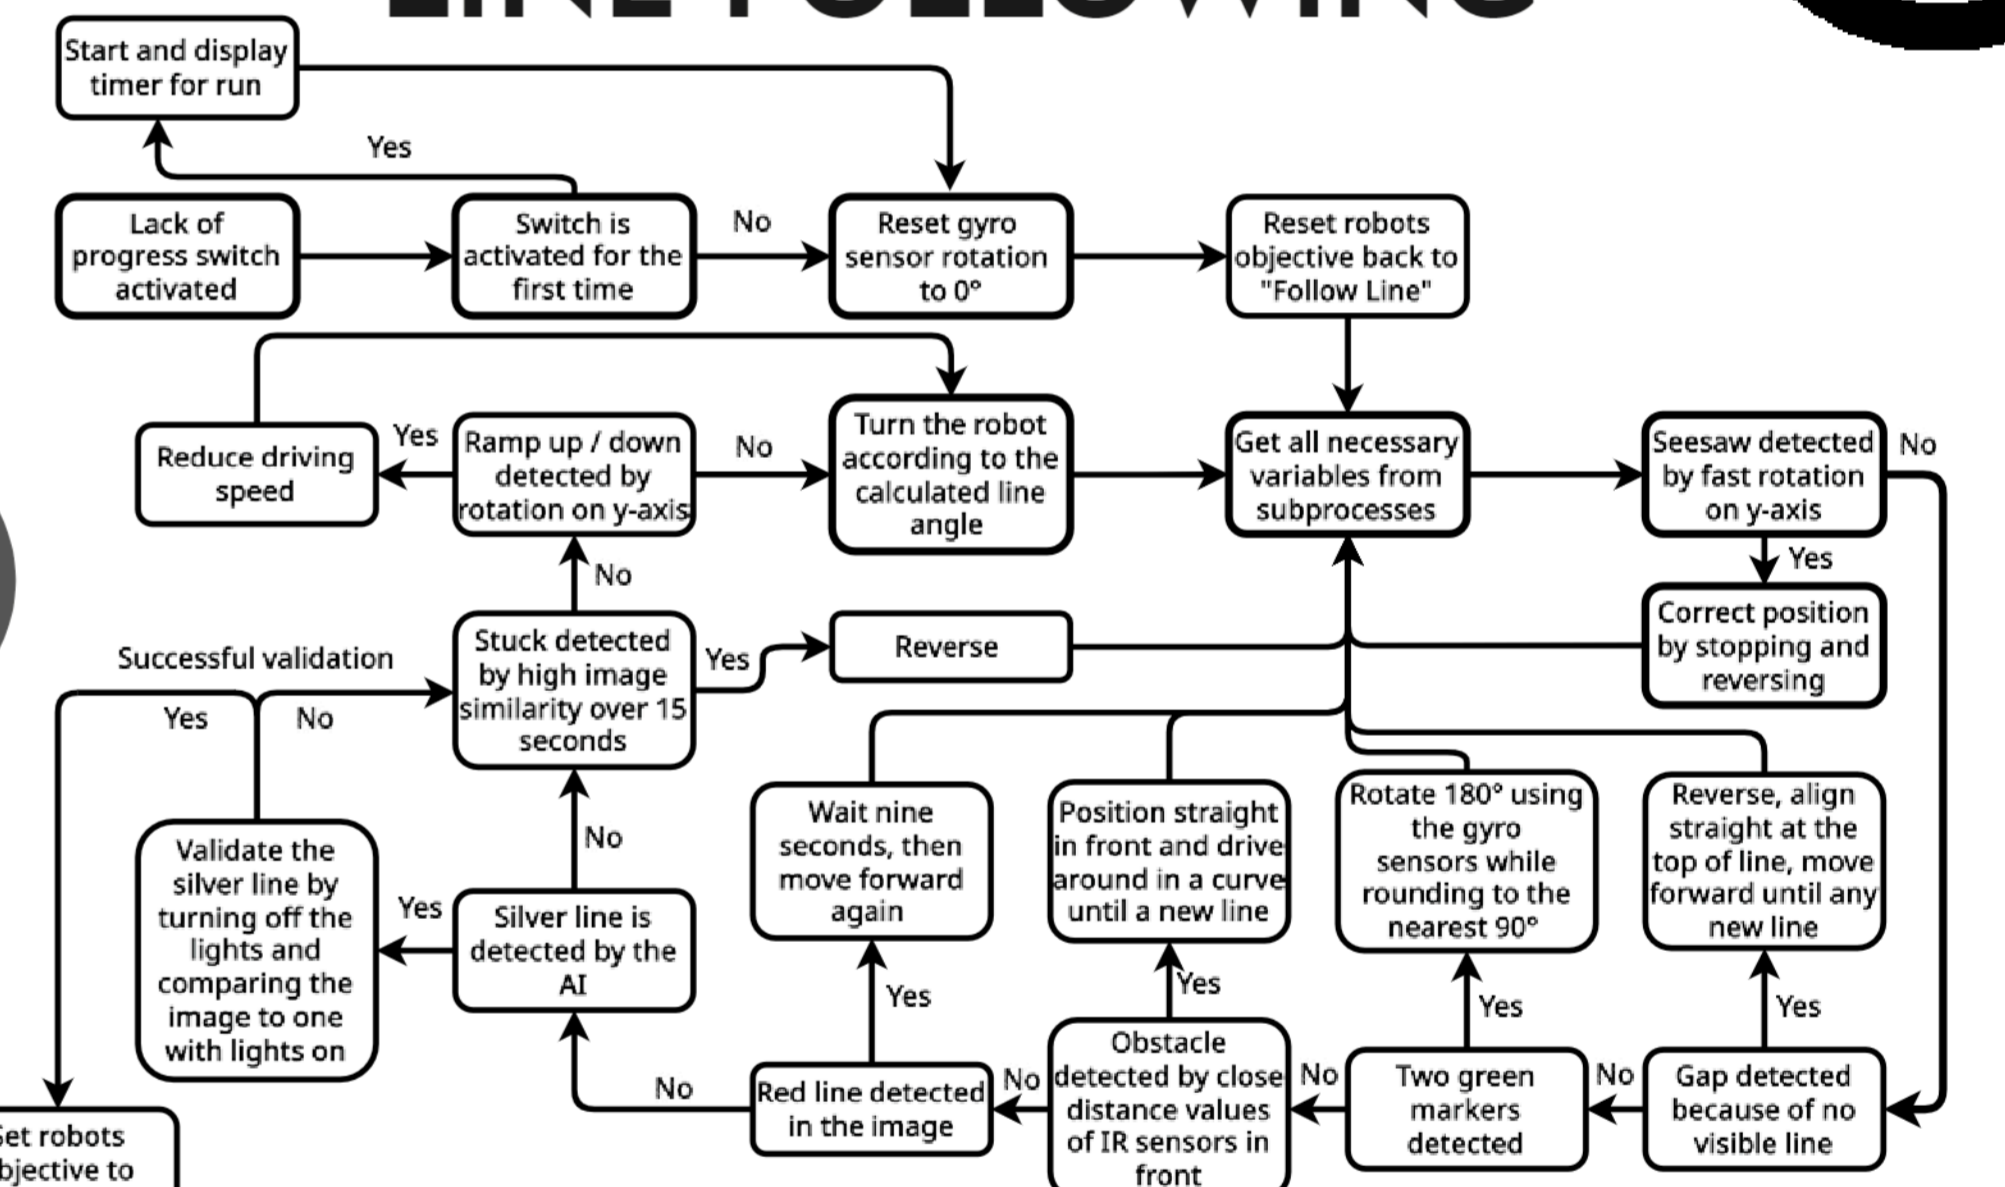 LINE FOLLOWING
Start and display
timer for run
Yes
Lack of
progress switch
activated
Switch is
activated for the
first time
No
Reset gyro
sensor rotation
to 0°
Reset robots
objective back to
"Follow Line"
Reduce driving
speed
Yes
Ramp up / down
detected by
rotation on y-axis
No
Turn the robot
according to the
calculated line
angle
Get all necessary
variables from
subprocesses
Seesaw detected
by fast rotation
on y-axis
No
Yes
Correct position
by stopping and
reversing
No
Successful validation
Yes
No
Stuck detected
by high image
similarity over 15
seconds
Yes
Reverse
Validate the
silver line by
turning off the
lights and
comparing the
image to one
with lights on
Yes
No
Silver line is
detected by the
AI
Wait nine
seconds, then
move forward
again
Position straight
in front and drive
around in a curve
until a new line
Rotate 180° using
the gyro
sensors while
rounding to the
nearest 90°
Reverse, align
straight at the
top of line, move
forward until any
new line
Yes
Yes
Yes
Yes
No
Red line detected
in the image
No
Obstacle
detected by close
distance values
of IR sensors in
front
No
Two green
markers
detected
No
Gap detected
because of no
visible line
Set robots
objective to